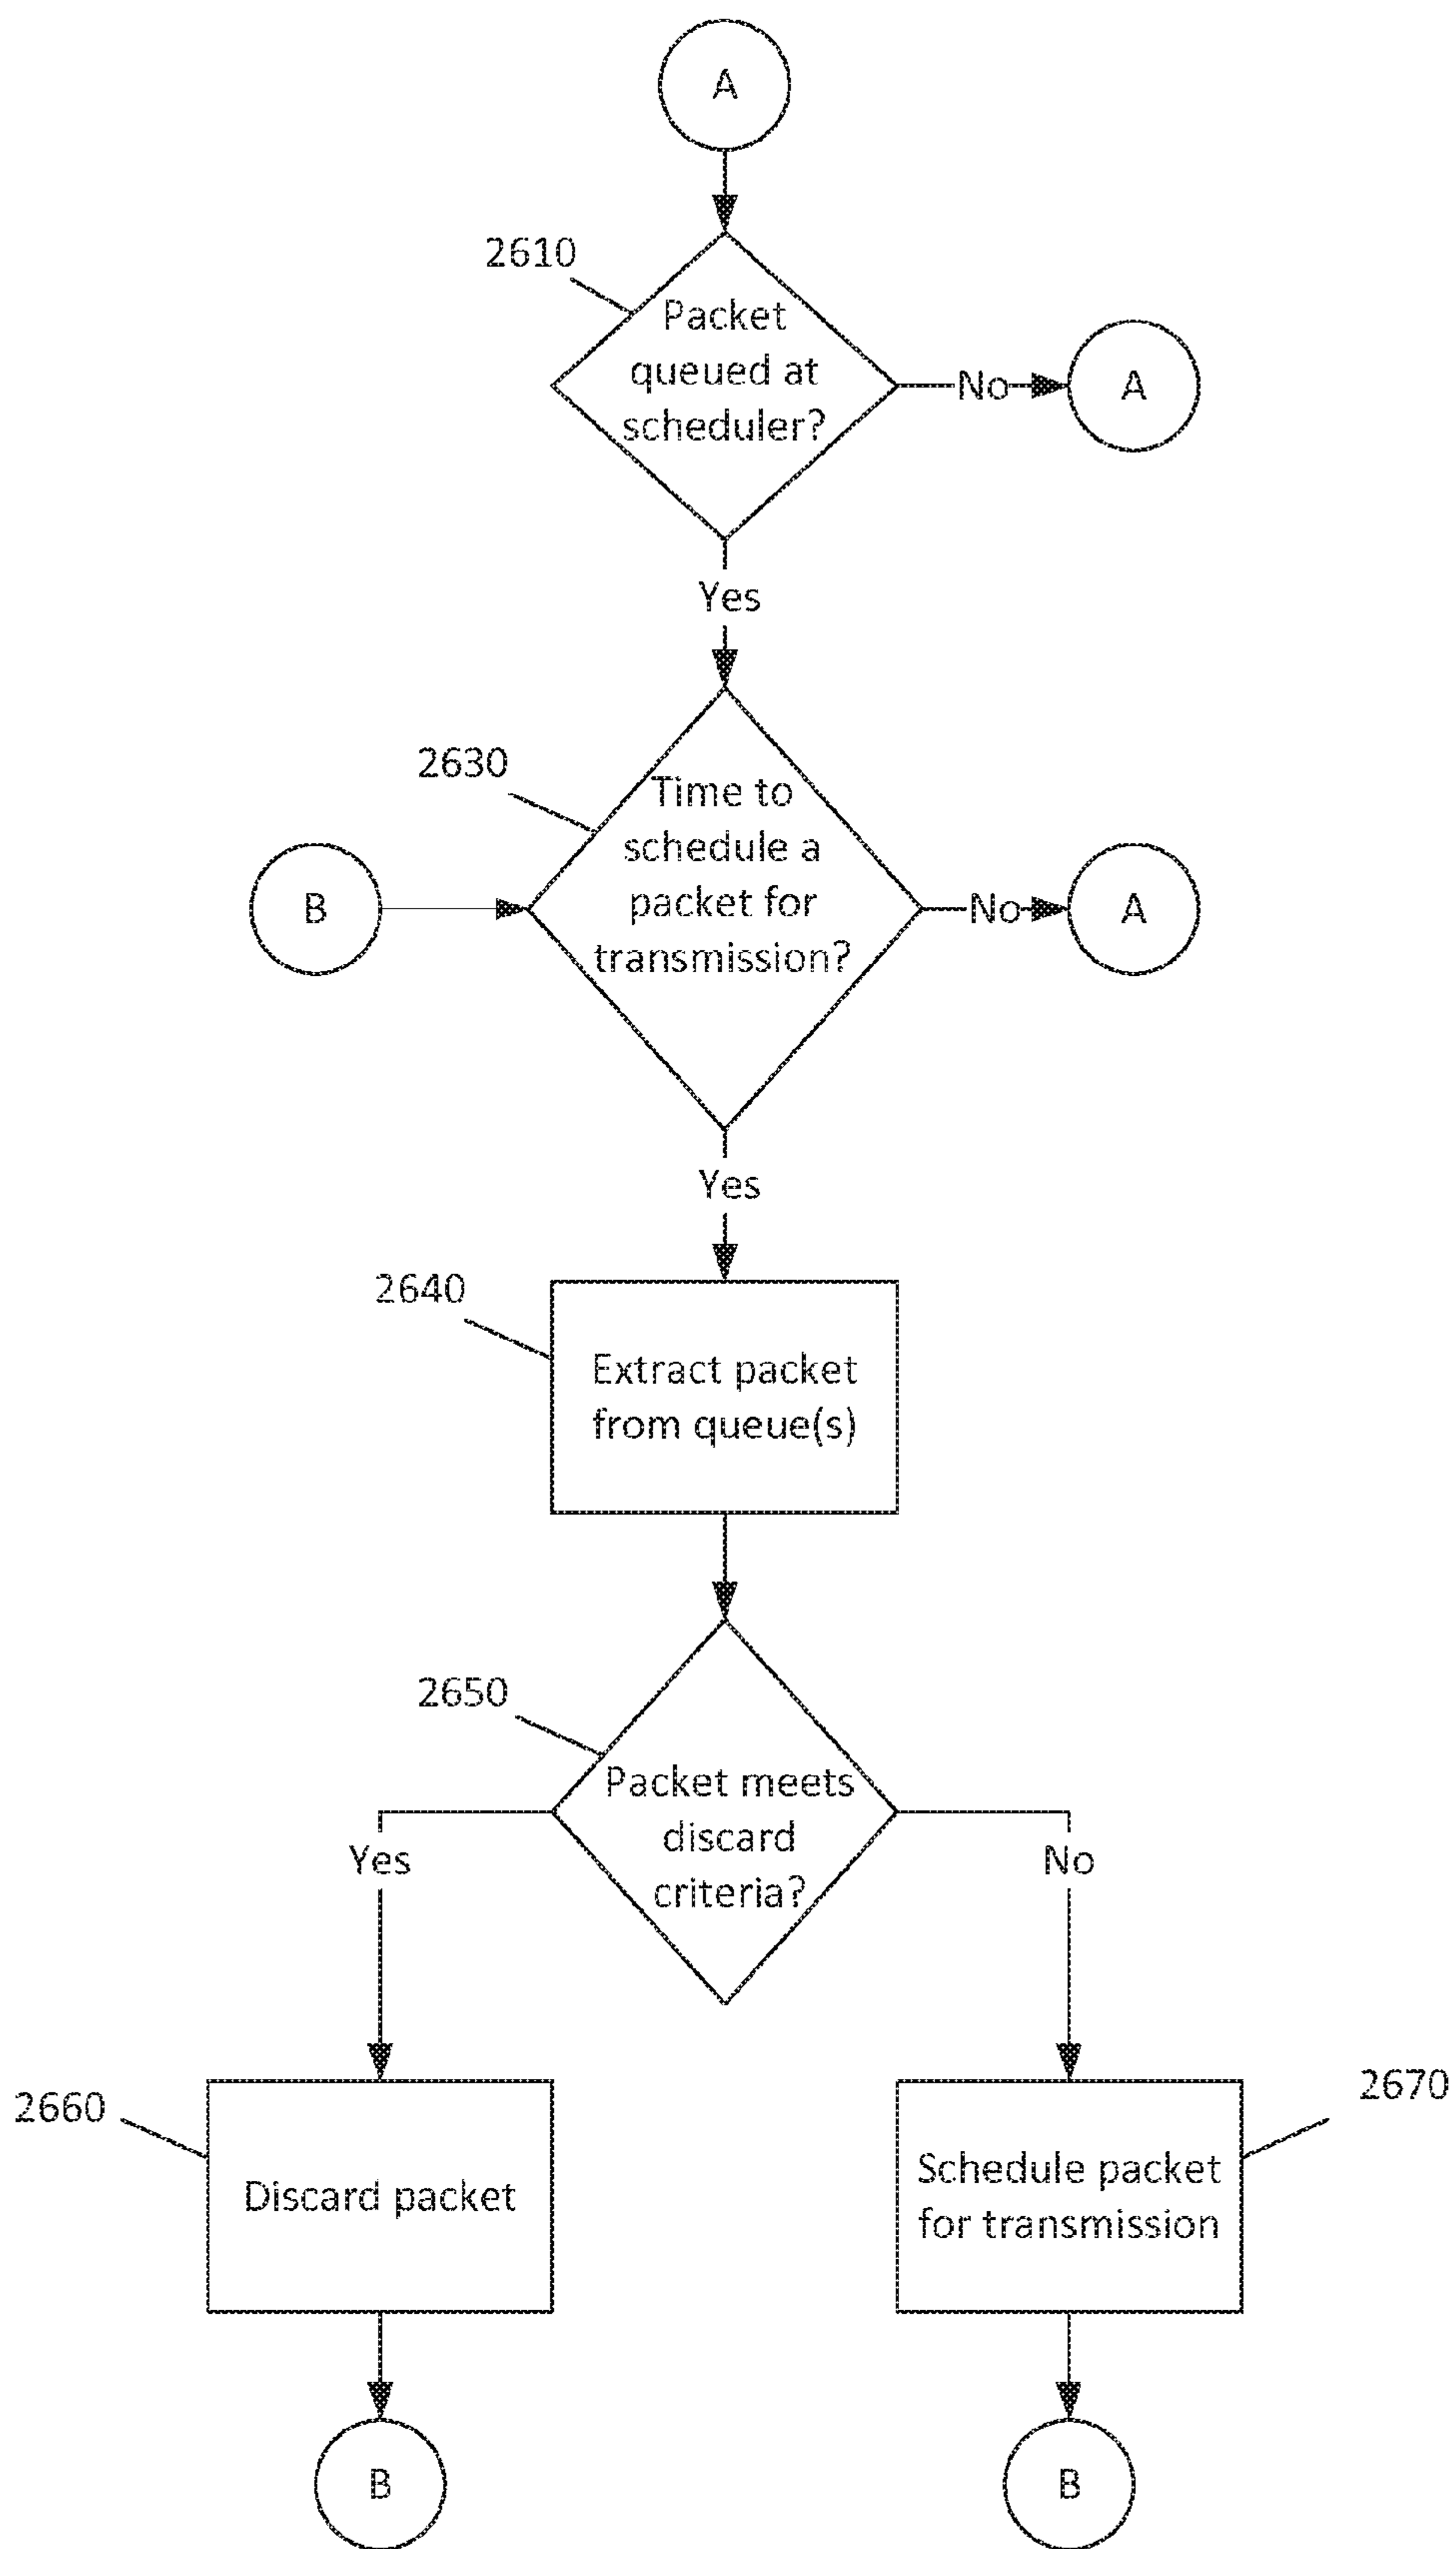 A
2610
Packet
queued at
scheduler?
No
A
Yes
2630
Time to
schedule a
packet for
transmission?
B
No
A
Yes
2640
Extract packet
from queue(s)
2650
Packet meets
discard
criteria?
Yes
No
2660
Discard packet
2670
Schedule packet
for transmission
B
B